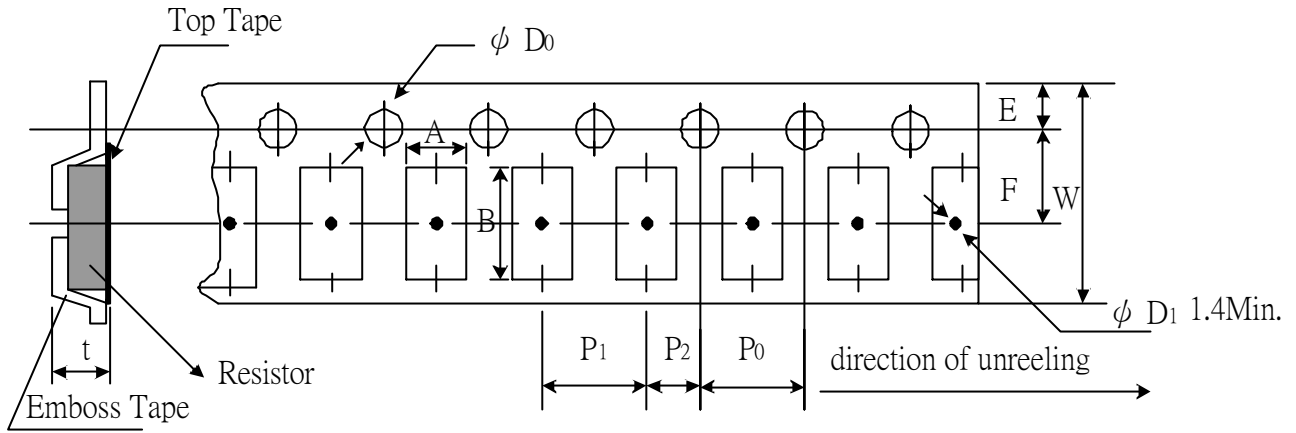 Top Tape
ϕ D0
E
A
F
W
B
ϕ D1 1.4Min.
t
P1
P2
P0
direction of unreeling
Resistor
Emboss Tape